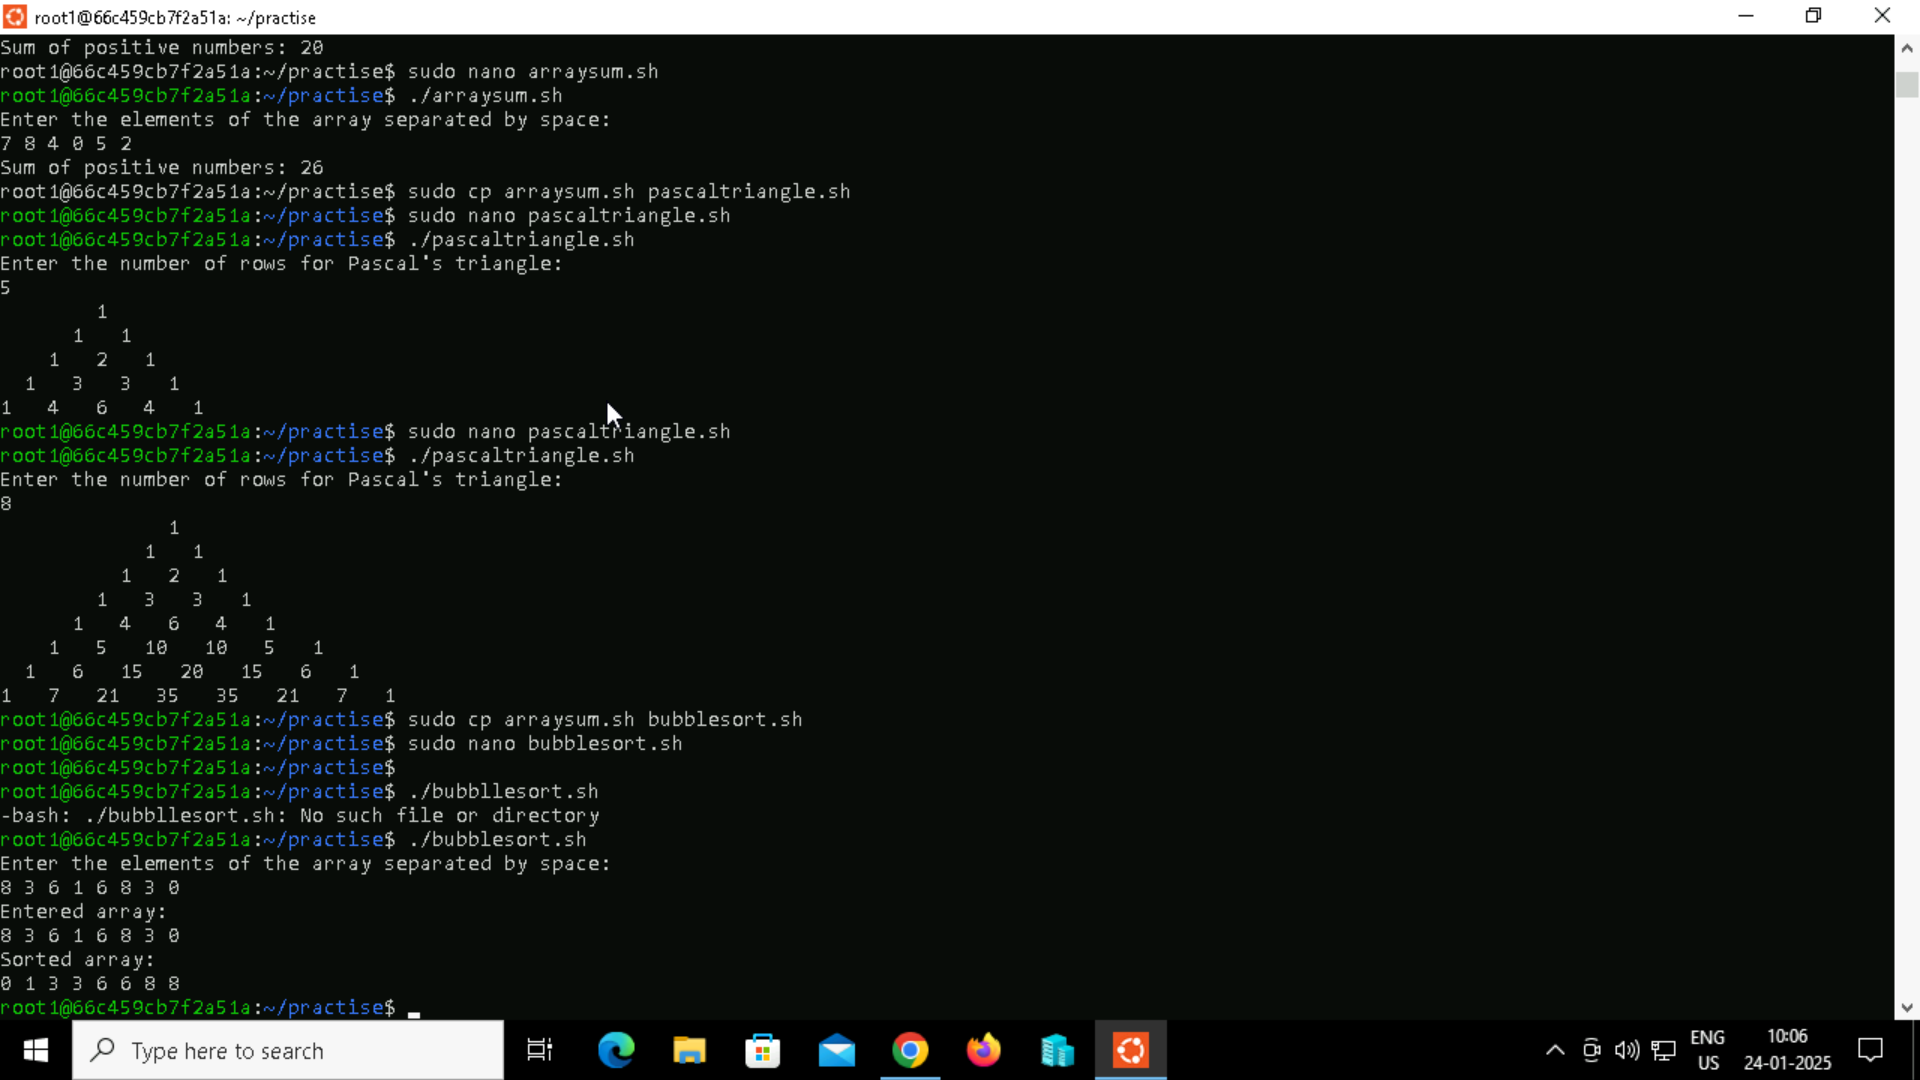 root1@66c459cb7f2a51a: ~/practise
Sum of positive numbers: 20
root1@66c459cb7f2a51a:~/practise$ sudo nano arraysum.sh
root1@66c459cb7f2a51a:~/practise$ ./arraysum.sh
Enter the elements of the array separated by space:
7 8 4 0 5 2
Sum of positive numbers: 26
root1@66c459cb7f2a51a:~/practise$ sudo cp arraysum.sh pascaltriangle.sh
root1@66c459cb7f2a51a:~/practise$ sudo nano pascaltriangle.sh
root1@66c459cb7f2a51a:~/practise$ ./pascaltriangle.sh
Enter the number of rows for Pascal's triangle:
5
1
1 1
1 2 1
1 3 3 1
1 4 6 4 1
root1@66c459cb7f2a51a:~/practise$ sudo nano pascaltriangle.sh
root1@66c459cb7f2a51a:~/practise$ ./pascaltriangle.sh
Enter the number of rows for Pascal's triangle:
8
1
1 1
1 2 1
1 3 3 1
1 4 6 4 1
1 5 10 10 5 1
1 6 15 20 15 6 1
1 7 21 35 35 21 7 1
root1@66c459cb7f2a51a:~/practise$ sudo cp arraysum.sh bubblesort.sh
root1@66c459cb7f2a51a:~/practise$ sudo nano bubblesort.sh
root1@66c459cb7f2a51a:~/practise$
root1@66c459cb7f2a51a:~/practise$ ./bubbllesort.sh
-bash: ./bubbllesort.sh: No such file or directory
root1@66c459cb7f2a51a:~/practise$ ./bubblesort.sh
Enter the elements of the array separated by space:
8 3 6 1 6 8 3 0
Entered array:
8 3 6 1 6 8 3 0
Sorted array:
0 1 3 3 6 6 8 8
root1@66c459cb7f2a51a:~/practise$
Type here to search
ENG
US
10:06
24-01-2025